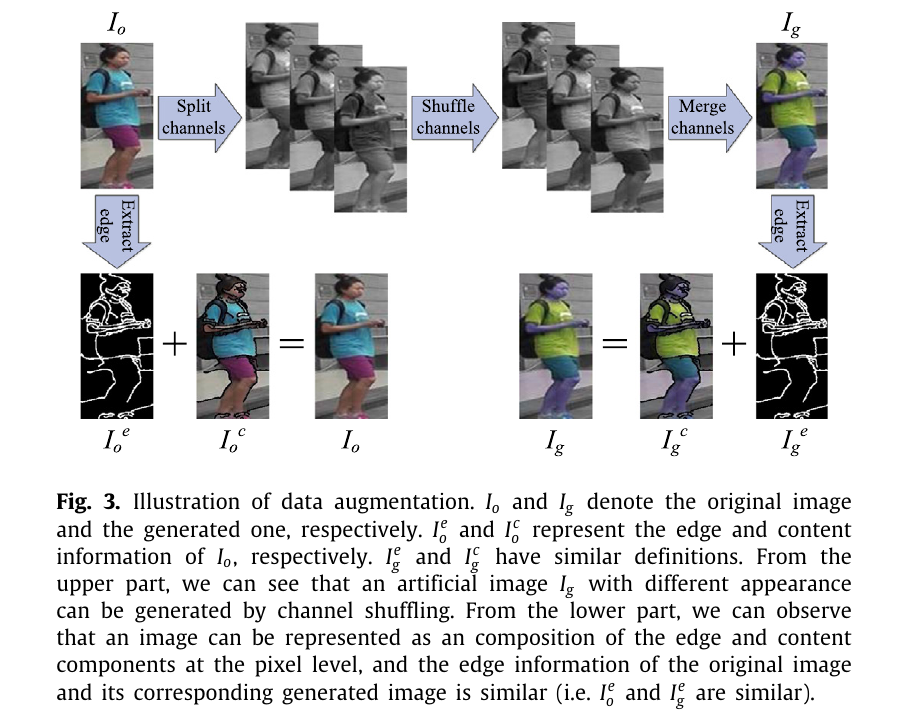 I_o I_g
Split channels
Shuffle channels
Merge channels
Extract edge
Extract edge
+ = = +
I_o^e I_o^c I_o I_g I_g^c I_g^e
Fig. 3. Illustration of data augmentation. I_o and I_g denote the original image
and the generated one, respectively. I_o^e and I_o^c represent the edge and content
information of I_o, respectively. I_g^e and I_g^c have similar definitions. From the
upper part, we can see that an artificial image I_g with different appearance
can be generated by channel shuffling. From the lower part, we can observe
that an image can be represented as an composition of the edge and content
components at the pixel level, and the edge information of the original image
and its corresponding generated image is similar (i.e. I_o^e and I_g^e are similar).